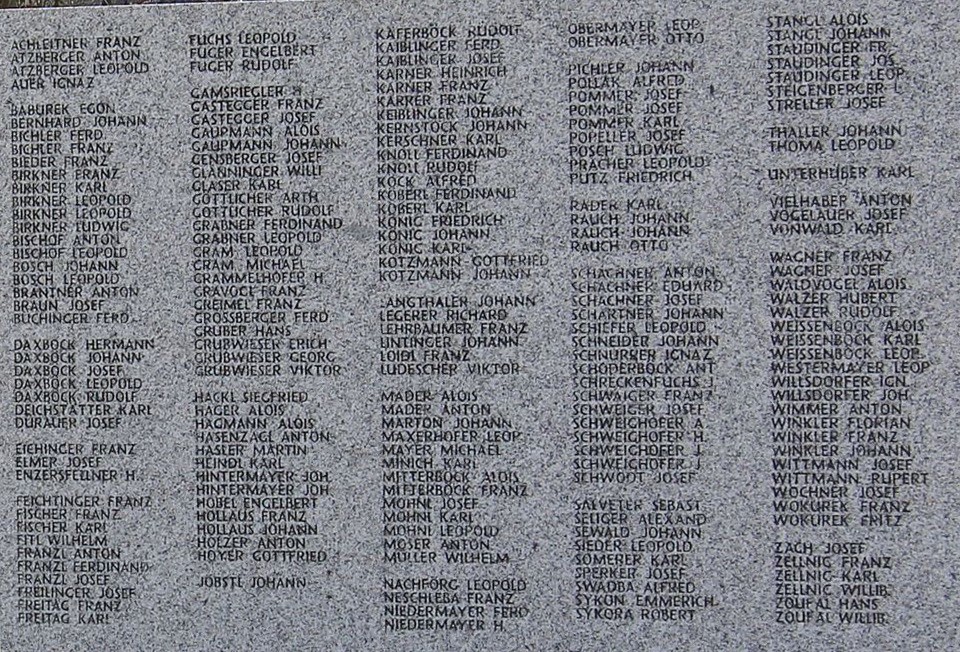 ACHLEITNER FRANZ
ATZBERGER ANTON
ATZBERGER LEOPOLD
AUER IGNAZ
BABUREK EGON
BERNHARD JOHANN
BICHLER FERD.
BICHLER FRANZ
BIEDER FRANZ
BIRKNER FRANZ
BIRKNER KARL
BIRKNER LEOPOLD
BIRKNER LEOPOLD
BIRKNER LUDWIG
BISCHOF ANTON
BISCHOF LEOPOLD
BOSCH JOHANN
BOSCH LEOPOLD
BRANTNER ANTON
BRAUN JOSEF
BUCHINGER FERD.
DAXBÖCK HERMANN
DAXBÖCK JOHANN
DAXBÖCK JOSEF
DAXBÖCK LEOPOLD
DAXBÖCK RUDOLF
DEICHSTÄTTER KARL
DURAUER JOSEF
EICHINGER FRANZ
ELMER JOSEF
ENZERSFELLNER H.
FEICHTINGER FRANZ
FISCHER FRANZ
FISCHER KARL
FITL WILHELM
FRANZL ANTON
FRANZL FERDINAND
FRANZL JOSEF
FREILINGER JOSEF
FREITAG FRANZ
FREITAG KARL
FUCHS LEOPOLD
FUGER ENGELBERT
FUGER RUDOLF
GAMSRIEGLER H.
GASTEGGER FRANZ
GASTEGGER JOSEF
GAUPMANN ALOIS
GAUPMANN JOHANN
GENSBERGER JOSEF
GLANNINGER WILLI
GLASER KARL
GÖTTLICHER ARTH.
GÖTTLICHER RUDOLF
GRABNER FERDINAND
GRABNER LEOPOLD
GRAM LEOPOLD
GRAM MICHAL
GRAMMELHOFER H.
GRAVOGL FRANZ
GREIMEL FRANZ
GROSSBERGER FERD.
GRUBER HANS
GRUBWIESER ERICH
GRUBWIESER GEORG
GRUBWIESER VIKTOR
HACKL SIEGFRIED
HAGER ALOIS
HAGMANN ALOIS
HASENZAGL ANTON
HASLER MARTIN
HEINDL KARL
HINTERMAYER JOH.
HINTERMAYER JOH.
HOBEL ENGELBERT
HOLLAUS FRANZ
HOLLAUS JOHANN
HOLZER ANTON
HOYER GOTTFRIED
JOBSTL JOHANN
KÄFERBÖCK RUDOLF
KAIBLINGER FERD.
KAIBLINGER JOSEF
KARNER HEINRICH
KARNER FRANZ
KARRER FRANZ
KEIBLINGER JOHANN
KERNSTOCK JOHANN
KERSCHNER KARL
KNOLL FERDINAND
KNOLL RUDOLF
KOCK ALFRED
KÖBERL FERDINAND
KÖBERL KARL
KÖNIG FRIEDRICH
KÖNIG JOHANN
KÖNIG KARL
KOTZMANN GOTTFRIED
KOTZMANN JOHANN
LANGTHALER JOHANN
LEGERER RICHARD
LEHRBAUMER FRANZ
LINTINGER JOHANN
LOIDL FRANZ
LUDESCHER VIKTOR
MADER ALOIS
MADER ANTON
MARTON JOHANN
MAXERHOFER LEOP.
MAYER MICHAEL
MINICH KARL
MITTERBÖCK ALOIS
MITTERBÖCK FRANZ
MOHNL JOSEF
MOHNL KARL
MOHNL LEOPOLD
MOSER ANTON
MÜLLER WILHELM
NACHFORG LEOPOLD
NESCHLEBA FRANZ
NIEDERMAYER FERD.
NIEDERMAYER H.
OBERMAYER LEOP.
OBERMAYER OTTO
PICHLER JOHANN
POLLAK ALFRED
POMMER JOSEF
POMMER JOSEF
POMMER KARL
POPELLER JOSEF
POSCH LUDWIG
PRACHER LEOPOLD
PUTZ FRIEDRICH
RADER KARL
RAUCH JOHANN
RAUCH JOHANN
RAUCH OTTO
SCHACHNER ANTON
SCHACHNER EDUARD
SCHACHNER JOSEF
SCHARTNER JOHANN
SCHIEFER LEOPOLD
SCHNEIDER JOHANN
SCHNURRER IGNAZ
SCHODERBÖCK ANT.
SCHRECKENFUCHS J.
SCHWAIGER FRANZ
SCHWEIGER JOSEF
SCHWEIGHOFER A.
SCHWEIGHOFER H.
SCHWEIGHOFER J.
SCHWEIGHOFER J.
SCHWODT JOSEF
SALVETER SEBAST.
SELIGER ALEXAND.
SEWALD JOHANN
SIEDER LEOPOLD
SOMERER KARL
SPERKER JOSEF
SWADBA ALFRED
SYKON EMMERICH
SYKORA ROBERT
STANGL ALOIS
STANGL JOHANN
STAUDINGER FR.
STAUDINGER JOS.
STAUDINGER LEOP.
STEIGENBERGER L.
STRELLER JOSEF
THALLER JOHANN
THOMA LEOPOLD
UNTERHUBER KARL
VIELHABER ANTON
VOGELAUER JOSEF
VONWALD KARL
WAGNER FRANZ
WAGNER JOSEF
WALDVOGEL ALOIS
WALZER HUBERT
WALZER RUDOLF
WEISSENBÖCK ALOIS
WEISSENBÖCK KARL
WEISSENBÖCK LEOP.
WESTERMAYER LEOP.
WILLSDORFER IGN.
WILLSDORFER JOH.
WIMMER ANTON
WINKLER FLORIAN
WINKLER FRANZ
WINKLER JOHANN
WITTMANN JOSEF
WITTMANN RUPERT
WOCHNER JOSEF
WOKUREK FRANZ
WOKUREK FRITZ
ZACH JOSEF
ZELLNIG FRANZ
ZELLNIG KARL
ZELLNIG WILLIB.
ZOUFAL HANS
ZOUFAL WILLIB.